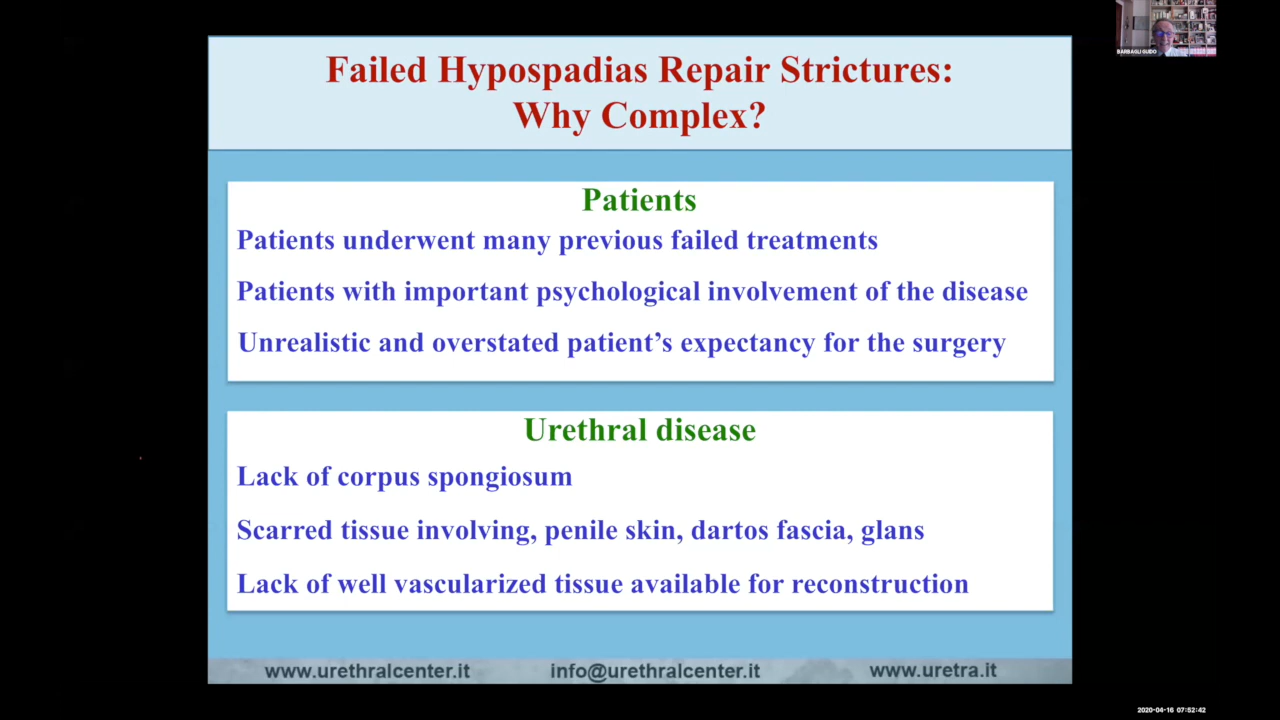 BARBAGLI GUIDO
Failed Hypospadias Repair Strictures:
Why Complex?
Patients
Patients underwent many previous failed treatments
Patients with important psychological involvement of the disease
Unrealistic and overstated patient’s expectancy for the surgery
Urethral disease
Lack of corpus spongiosum
Scarred tissue involving, penile skin, dartos fascia, glans
Lack of well vascularized tissue available for reconstruction
www.urethralcenter.it info@urethralcenter.it www.uretra.it
2020-04-16 07:52:42